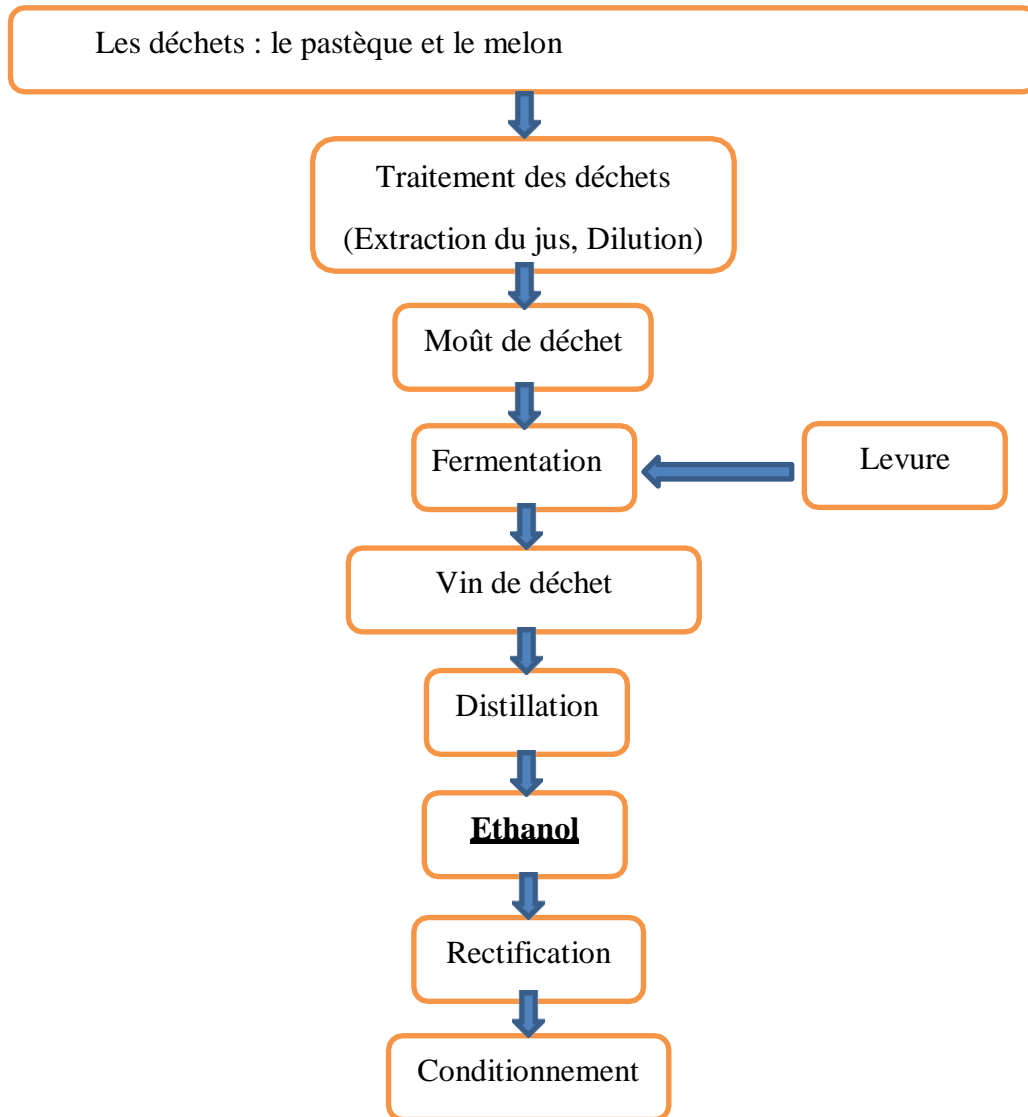 Les déchets : le pastèque et le melon
Traitement des déchets
(Extraction du jus, Dilution)
Moût de déchet
Fermentation
Levure
Vin de déchet
Distillation
Ethanol
Rectification
Conditionnement